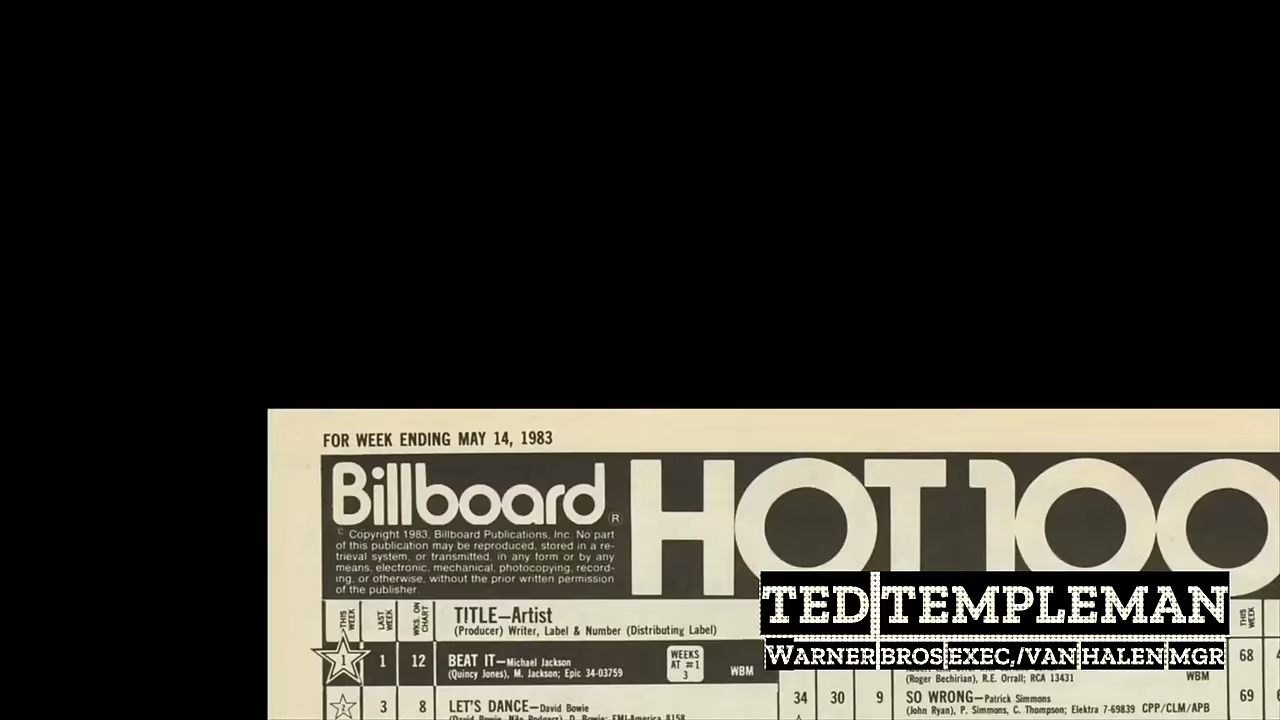 FOR WEEK ENDING MAY 14, 1983
Billboard ® HOT 100
© Copyright 1983, Billboard Publications, Inc. No part
of this publication may be reproduced, stored in a re-
trieval system, or transmitted, in any form or by any
means, electronic, mechanical, photocopying, record-
ing, or otherwise, without the prior written permission
of the publisher.
THIS WEEK LAST WEEK WKS. ON CHART TITLE—Artist
(Producer) Writer, Label & Number (Distributing Label)
1 1 12 BEAT IT—Michael Jackson
(Quincy Jones), M. Jackson; Epic 34-03759
WEEKS AT #1 3 WBM
2 3 8 LET'S DANCE—David Bowie
TED TEMPLEMAN
WARNER BROS EXEC./VAN HALEN MGR
(Roger Bechirian), R.E. Orrall; RCA 13431 WBM
34 30 9 SO WRONG—Patrick Simmons
(John Ryan), P. Simmons, C. Thompson; Elektra 7-69839 CPP/CLM/APB
THIS WEEK
68
69